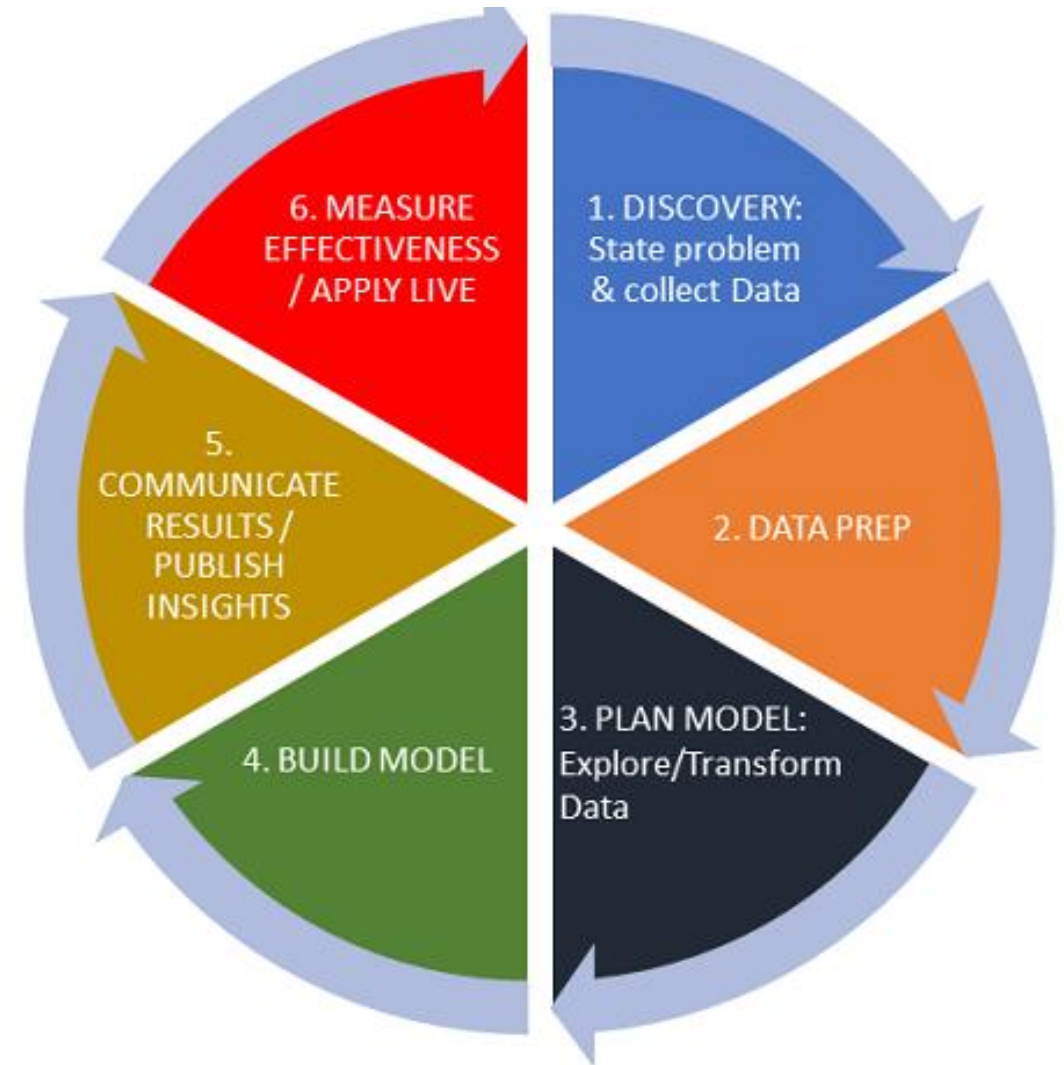 1. DISCOVERY:
State problem
& collect Data
2. DATA PREP
3. PLAN MODEL:
Explore/Transform
Data
4. BUILD MODEL
5.
COMMUNICATE
RESULTS /
PUBLISH
INSIGHTS
6. MEASURE
EFFECTIVENESS
/ APPLY LIVE